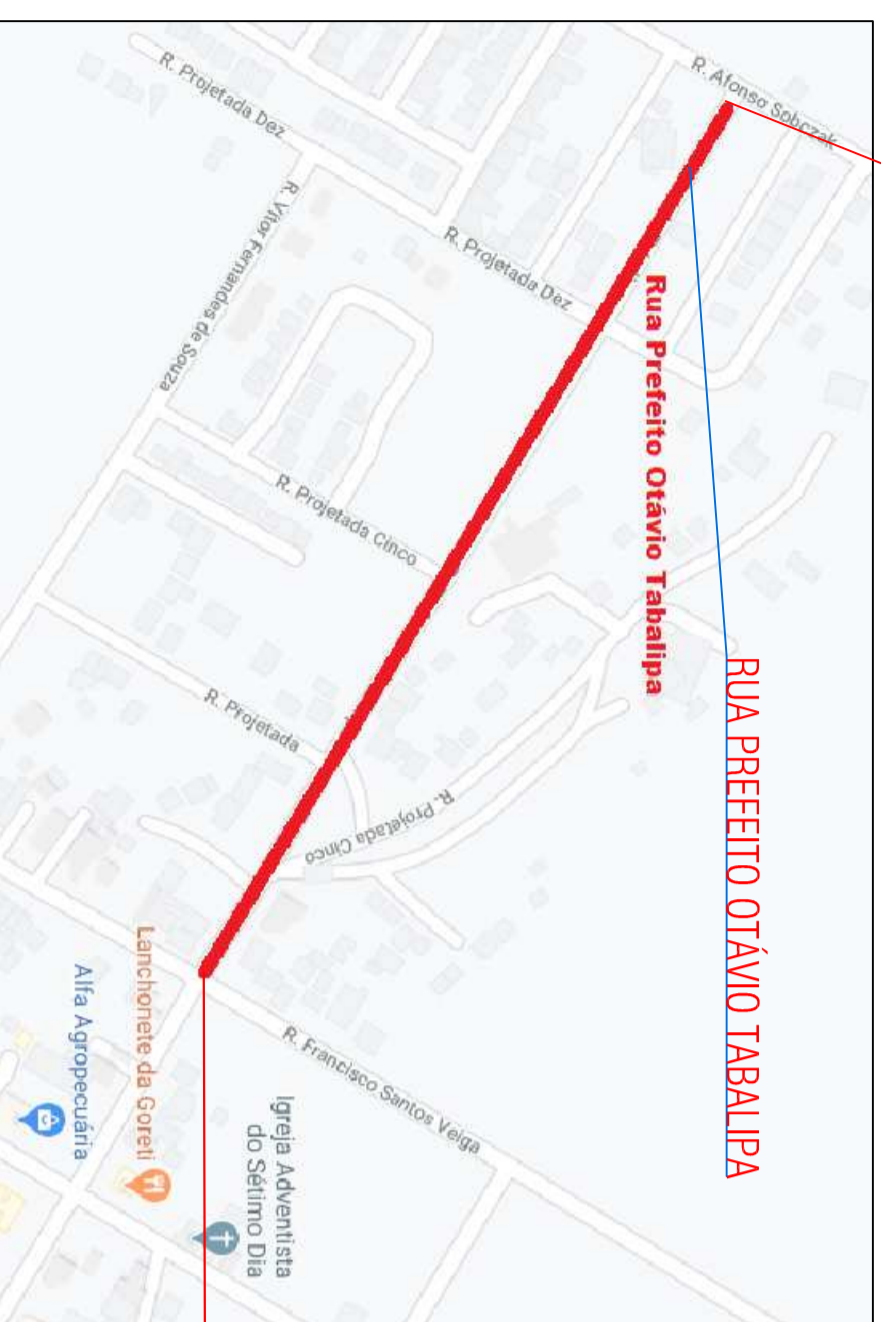 R. Afonso Sobczak
R. Projetada Dez
R. Vitor Fernandes de Souza
R. Projetada Dez
Rua Prefeito Otávio Tabalipa
RUA PREFEITO OTÁVIO TABALIPA
R. Projetada Cinco
R. Projetada
R. Projetada Cinco
Lanchonete da Goreti
Alfa Agropecuária
R. Francisco Santos Veiga
Igreja Adventista
do Sétimo Dia